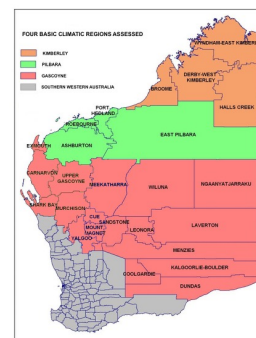 FOUR BASIC CLIMATIC REGIONS ASSESSED
KIMBERLEY
PILBARA
GASCOYNE
SOUTHERN WESTERN AUSTRALIA
WYNDHAM-EAST KIMBERLEY
DERBY-WEST
KIMBERLEY
BROOME
HALLS CREEK
PORT
HEDLAND
ROEBOURNE
EAST PILBARA
EXMOUTH
ASHBURTON
CARNARVON
UPPER
GASCOYNE
MEEKATHARRA
WILUNA
NGAANYATJARRAKU
SHARK BAY
MURCHISON
CUE
SANDSTONE
MOUNT
MAGNET
YALGOO
LEONORA
LAVERTON
MENZIES
KALGOORLIE-BOULDER
COOLGARDIE
DUNDAS